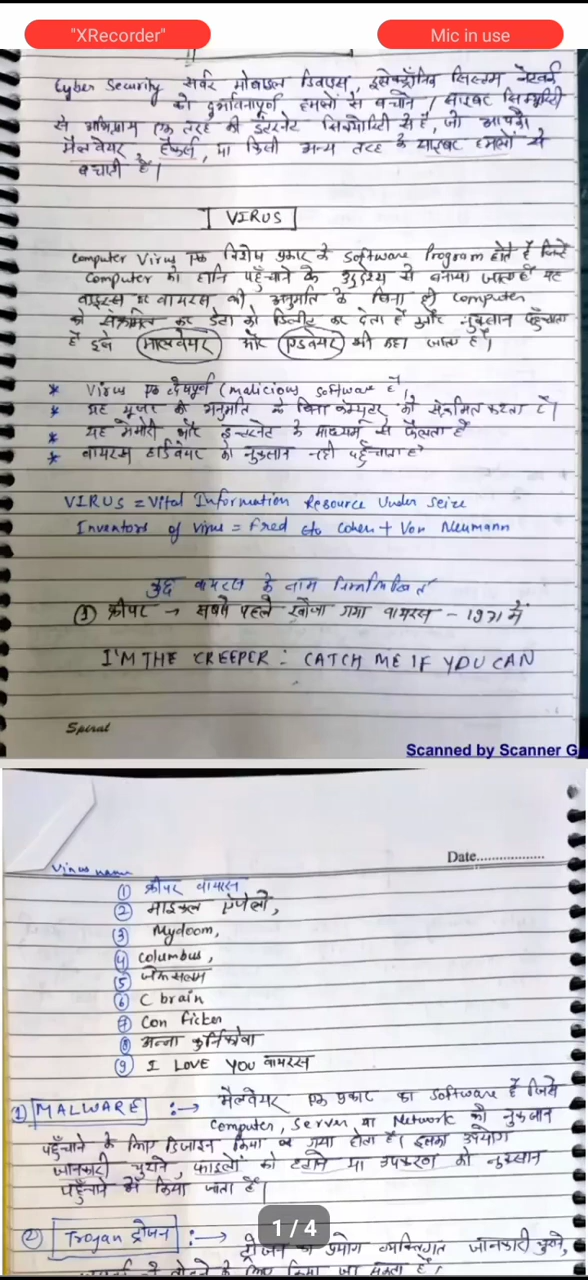 "XRecorder"
Mic in use
Cyber Security सर्वर मोबाइल डिवाइस, इलेक्ट्रॉनिक सिस्टम नेटवर्क
को दुर्भावनापूर्ण हमलों से बचाने / साइबर सिक्यूरिटी
से अभिप्राय एक तरह की इंटरनेट सिक्योरिटी से है, जो आपको
मैलवेयर हैकर्स, या किसी अन्य तरह के साइबर हमलों से
बचाती है।
VIRUS
Computer Virus एक विशेष प्रकार के Software Program होते हैं जिन्हें
Computer को हानि पहुँचाने के उद्देश्य से बनाया जाता है यह
वायरस की अनुमति के बिना ही Computer
को संक्रमित कर डेटा को डिलीट कर देता है और नुकसान पहुँचाता
है इसे मालवेयर और एडवेयर भी कहा जाता है।
* Virus एक द्वेषपूर्ण (malicious software है,
* यह यूजर की अनुमति के बिना कम्प्यूटर को संक्रमित करता है।
* यह मेमोरी और इन्टरनेट के माध्यम से फैलता है
* वायरस हार्डवेयर को नुकसान नहीं पहुँचाता है
VIRUS = Vital Information Resource Under Seize
Inventors of virus = Fred Cohen + Von Neumann
कुछ वायरस के नाम निम्नलिखित
① क्रीपर → सबसे पहले खोजा गया वायरस - 1971 में
I'M THE CREEPER : CATCH ME IF YOU CAN
Spiral
Scanned by Scanner G
Date..................
Virus name
① क्रीपर वायरस
② माइकल एंजेलो,
③ Mydoom,
④ Columbus,
⑤
⑥ C brain
⑦ Con ficker
⑧ अन्ना कुर्निकोवा
⑨ I LOVE YOU वायरस
① MALWARE :→ मैलवेयर एक प्रकार का Software है जिसे
Computer, Server या Network को नुकसान
पहुँचाने के लिए डिजाइन किया गया होता है। इसका उपयोग
जानकारी चुराने, फाइलों को हटाने या उपकरण को नुकसान
पहुँचाने में किया जाता है।
② Trojan ट्रोजन :→ ट्रोजन का प्रयोग व्यक्तिगत जानकारी चुराने,
1 / 4
के लिए किया जा सकता है।